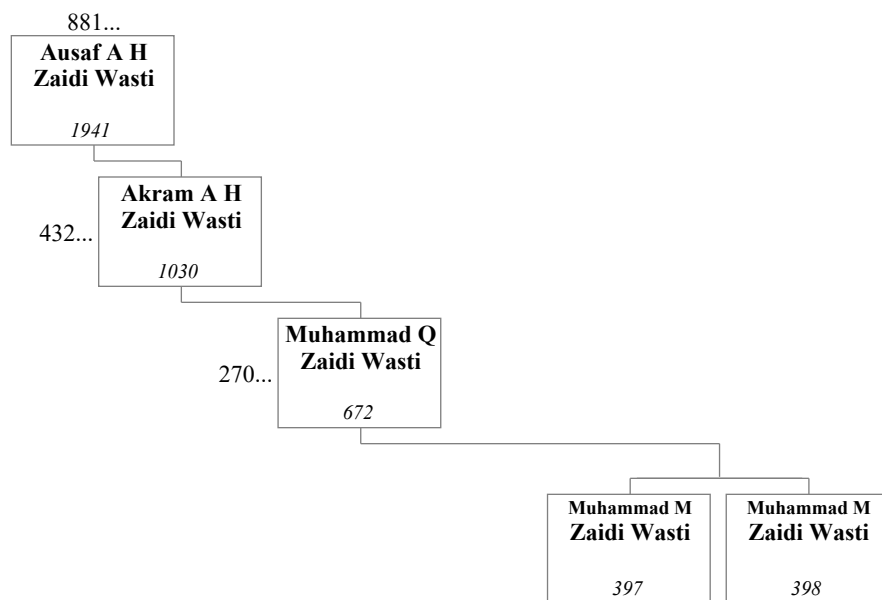 881...
Ausaf A H
Zaidi Wasti
1941
Akram A H
Zaidi Wasti
432...
1030
Muhammad Q
Zaidi Wasti
270...
672
Muhammad M
Zaidi Wasti
397
Muhammad M
Zaidi Wasti
398